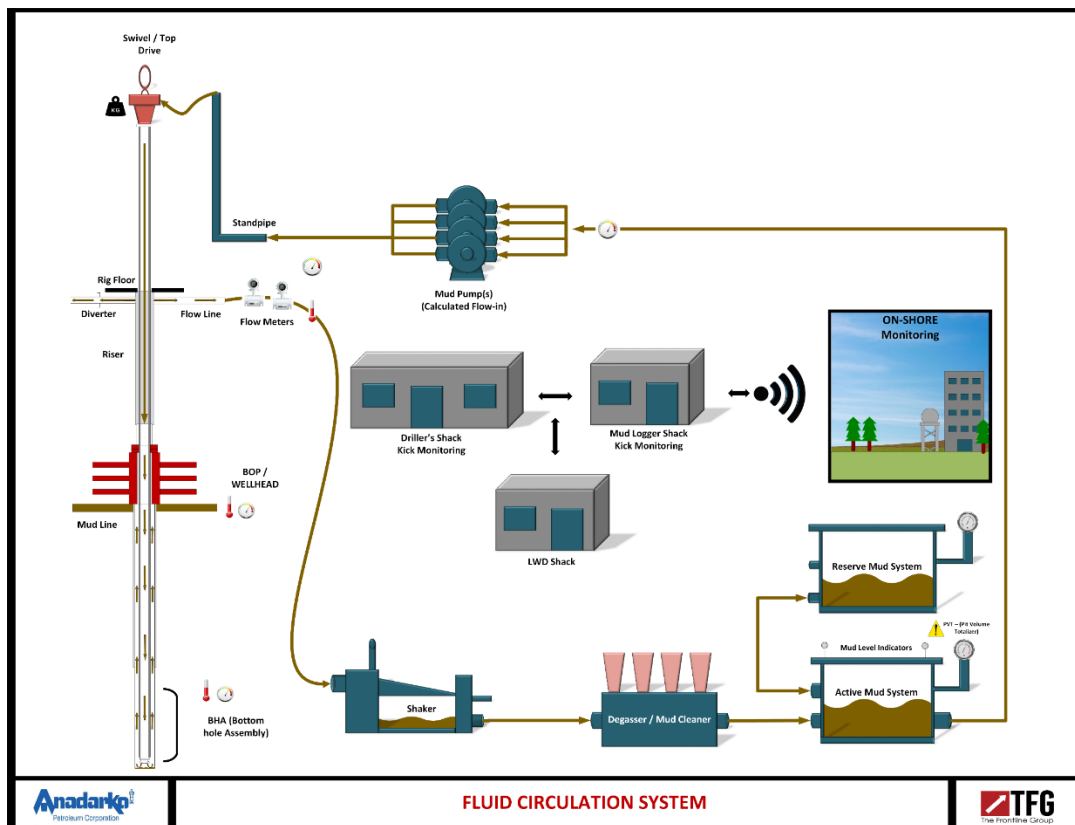 Swivel / Top
Drive
KG
Standpipe
Mud Pump(s)
(Calculated Flow-in)
Rig Floor
Diverter
Flow Line
Flow Meters
Riser
ON-SHORE
Monitoring
Driller's Shack
Kick Monitoring
Mud Logger Shack
Kick Monitoring
LWD Shack
BOP /
WELLHEAD
Mud Line
Reserve Mud System
PVT – (Pit Volume
Totalizer)
Mud Level Indicators
Active Mud System
Shaker
Degasser / Mud Cleaner
BHA (Bottom
hole Assembly)
Anadarko
Petroleum Corporation
FLUID CIRCULATION SYSTEM
TFG
The Frontline Group